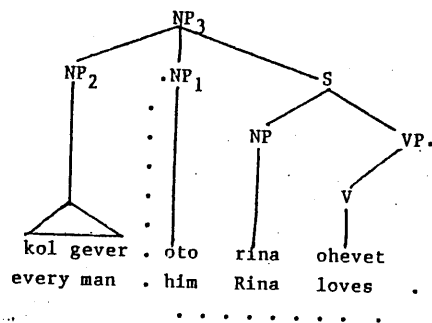 NP3
NP2 NP1 S
NP VP
V
kol gever oto rina ohevet
every man him Rina loves